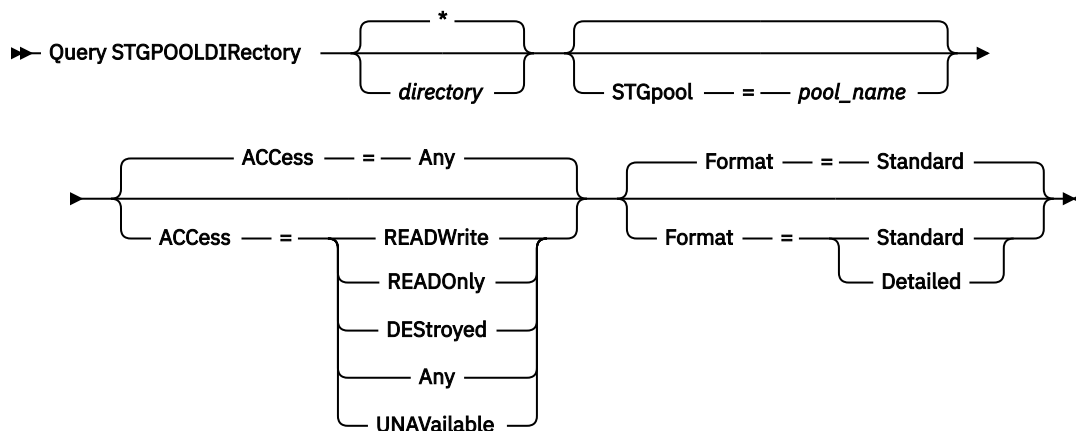 *
Query STGPOOLDIRectory
directory
STGpool = pool_name
ACCess = Any
Format = Standard
ACCess = READWrite
Format = Standard
READOnly
Detailed
DEStroyed
Any
UNAVailable